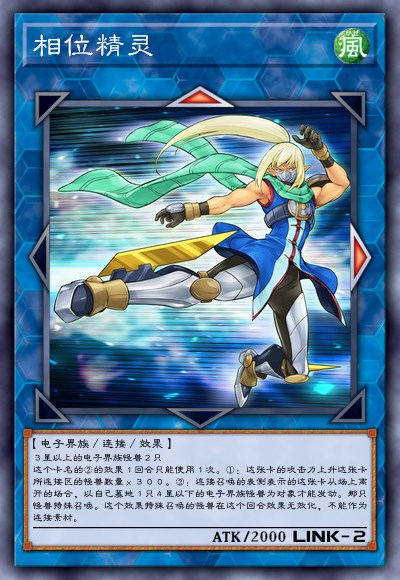 相位精灵
風
【电子界族／连接／效果】
３星以上的电子界族怪兽２只
这个卡名的②的效果１回合只能使用１次。①：这张卡的攻击力上升这张卡
所连接区的怪兽数量×３００。②：连接召唤的表侧表示的这张卡从场上离
开的场合，以自己墓地１只４星以下的电子界族怪兽为对象才能发动。那只
怪兽特殊召唤。这个效果特殊召唤的怪兽在这个回合效果无效化，不能作为
连接素材。
ATK/2000 LINK-2